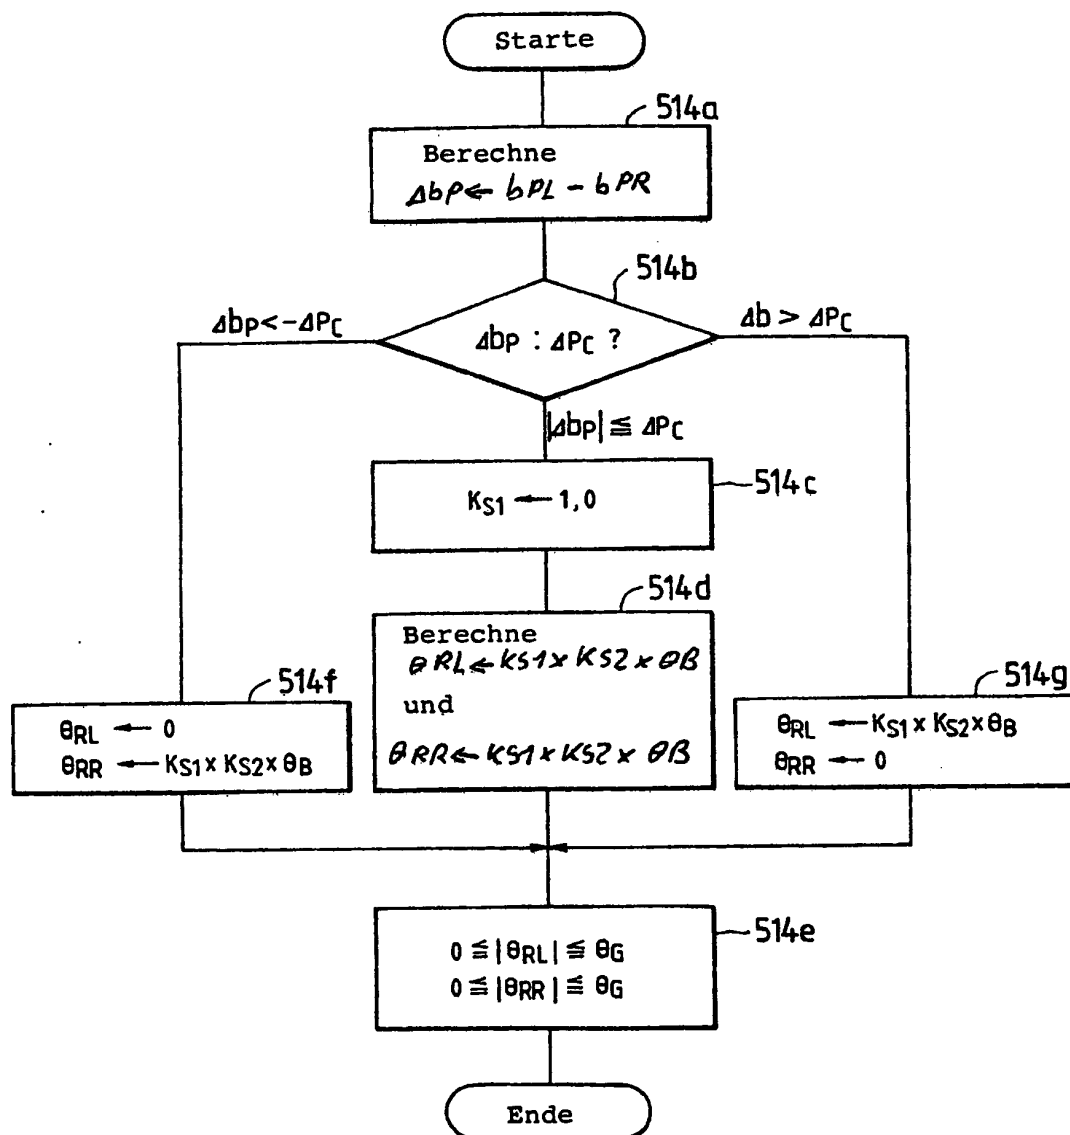 Starte
514a
Berechne
ΔbP ← bPL - bPR
514b
ΔbP < -ΔPC
ΔbP : ΔPC ?
Δb > ΔPC
|ΔbP| ≦ ΔPC
KS1 ← 1,0
514c
514d
Berechne
θRL ← KS1 x KS2 x θB
und
θRR ← KS1 x KS2 x θB
514f
θRL ← 0
θRR ← KS1 x KS2 x θB
514g
θRL ← KS1 x KS2 x θB
θRR ← 0
514e
0 ≦ |θRL| ≦ θG
0 ≦ |θRR| ≦ θG
Ende